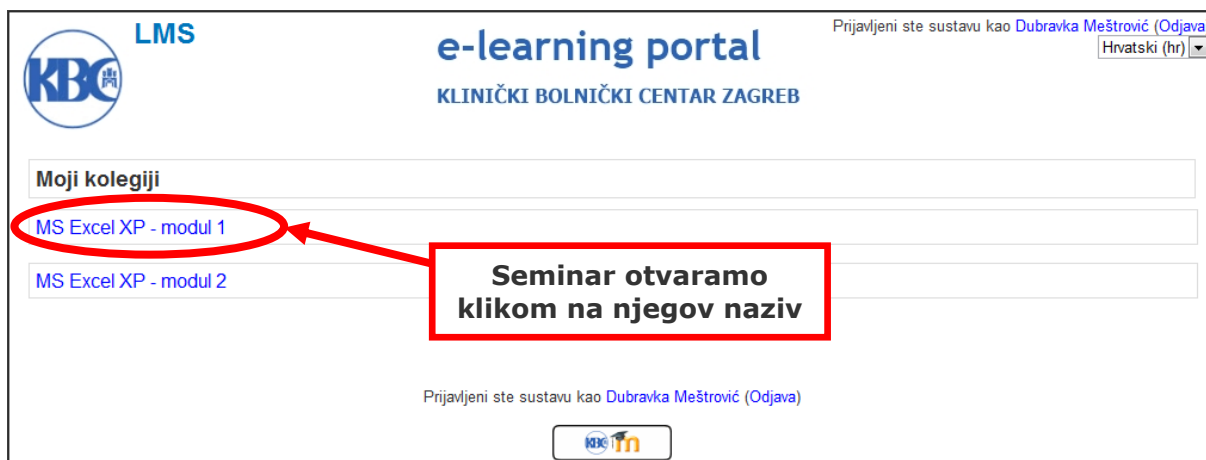 LMS
KBC
e-learning portal
KLINIČKI BOLNIČKI CENTAR ZAGREB
Prijavljeni ste sustavu kao Dubravka Meštrović (Odjava
Hrvatski (hr)
Moji kolegiji
MS Excel XP - modul 1
MS Excel XP - modul 2
Seminar otvaramo
klikom na njegov naziv
Prijavljeni ste sustavu kao Dubravka Meštrović (Odjava)
KBC m